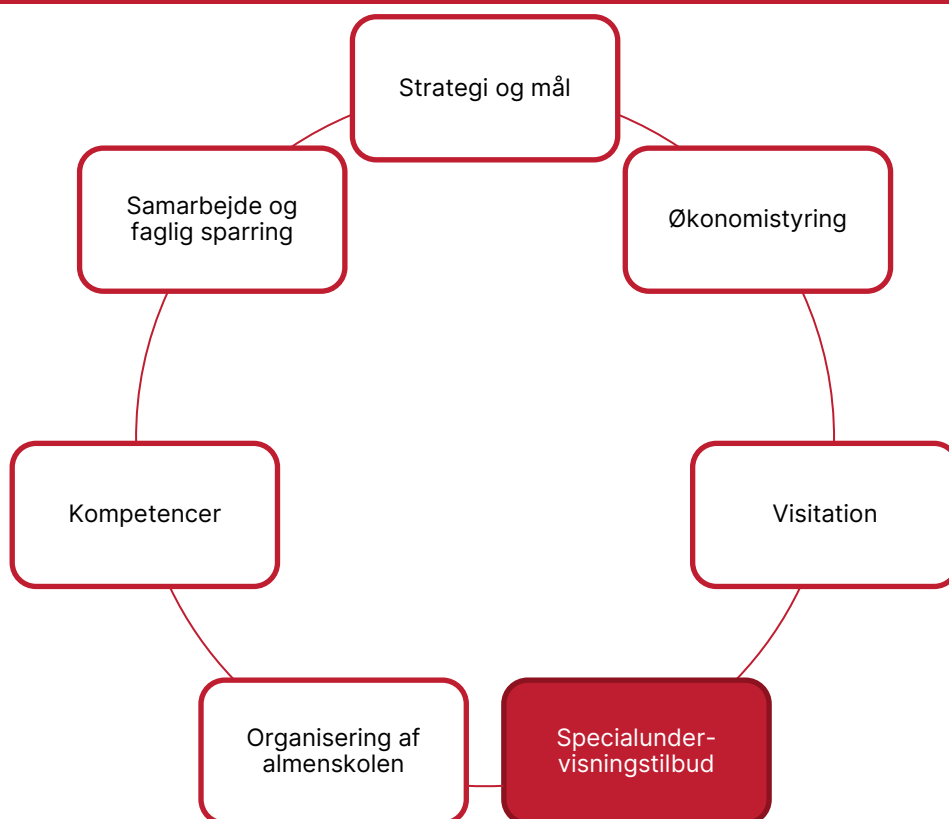 Strategi og mål
Samarbejde og
faglig sparring
Økonomistyring
Kompetencer
Visitation
Organisering af
almenskolen
Specialunder-
visningstilbud